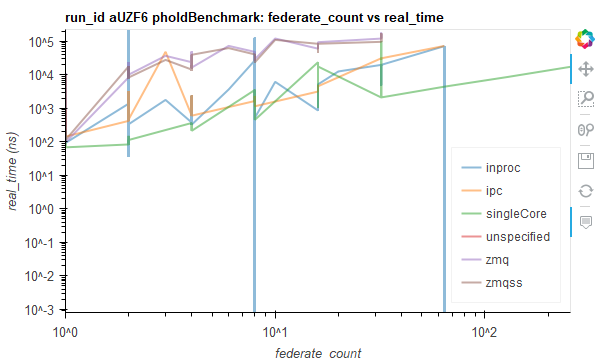 run_id aUZF6 pholdBenchmark: federate_count vs real_time
real_time (ns)
10^5
10^4
10^3
10^2
10^1
10^0
10^-1
10^-2
10^-3
inproc
ipc
singleCore
unspecified
zmq
zmqss
10^0
10^1
10^2
federate_count